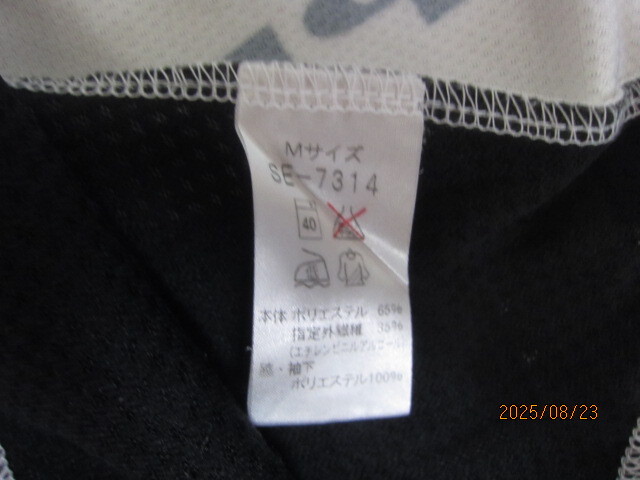 Mサイズ
SE-7314
40
本体 ポリエステル 65%
指定外繊維 35%
(エチレンビニルアルコール)
脇・袖下
ポリエステル100%
2025/08/23